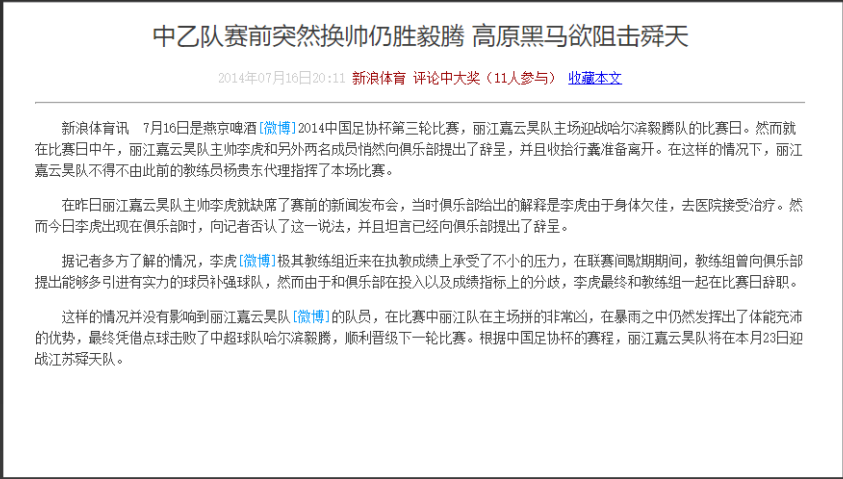 中乙队赛前突然换帅仍胜毅腾 高原黑马欲阻击舜天
2014年07月16日20:11 新浪体育 评论中大奖（11人参与） 收藏本文
新浪体育讯 7月16日是燕京啤酒[微博]2014中国足协杯第三轮比赛，丽江嘉云昊队主场迎战哈尔滨毅腾队的比赛日。然而就
在比赛日中午，丽江嘉云昊队主帅李虎和另外两名成员悄然向俱乐部提出了辞呈，并且收拾行囊准备离开。在这样的情况下，丽江
嘉云昊队不得不由此前的教练员杨贵东代理指挥了本场比赛。
在昨日丽江嘉云昊队主帅李虎就缺席了赛前的新闻发布会，当时俱乐部给出的解释是李虎由于身体欠佳，去医院接受治疗。然
而今日李虎出现在俱乐部时，向记者否认了这一说法，并且坦言已经向俱乐部提出了辞呈。
据记者多方了解的情况，李虎[微博]极其教练组近来在执教成绩上承受了不小的压力，在联赛间歇期期间，教练组曾向俱乐部
提出能够多引进有实力的球员补强球队，然而由于和俱乐部在投入以及成绩指标上的分歧，李虎最终和教练组一起在比赛日辞职。
这样的情况并没有影响到丽江嘉云昊队[微博]的队员，在比赛中丽江队在主场拼的非常凶，在暴雨之中仍然发挥出了体能充沛
的优势，最终凭借点球击败了中超球队哈尔滨毅腾，顺利晋级下一轮比赛。根据中国足协杯的赛程，丽江嘉云昊队将在本月23日迎
战江苏舜天队。